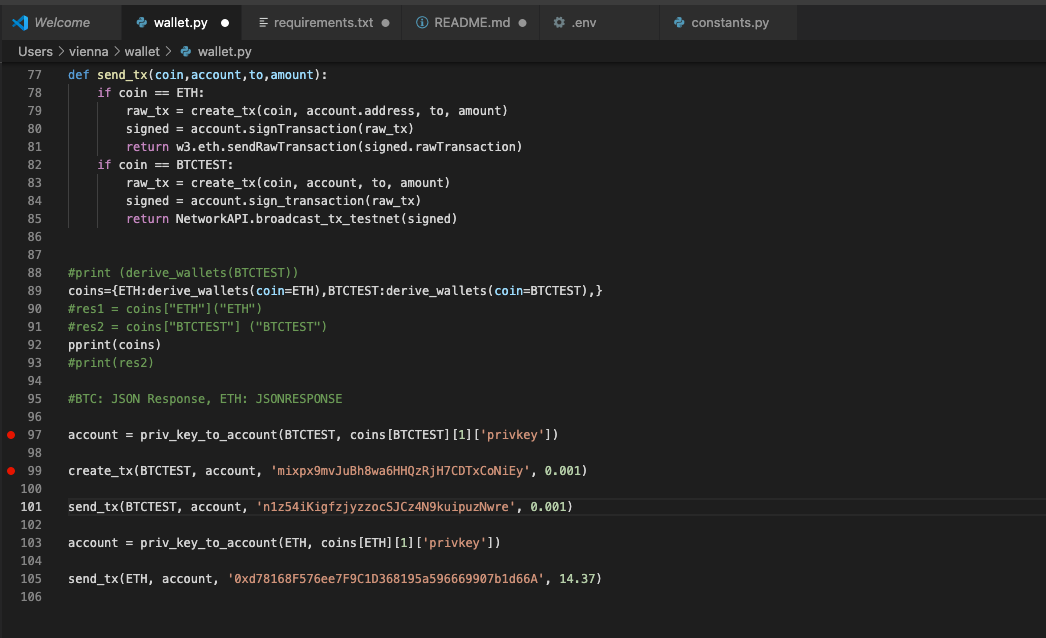 Welcome wallet.py requirements.txt README.md .env constants.py
Users > vienna > wallet > wallet.py
77 def send_tx(coin,account,to,amount):
78     if coin == ETH:
79         raw_tx = create_tx(coin, account.address, to, amount)
80         signed = account.signTransaction(raw_tx)
81         return w3.eth.sendRawTransaction(signed.rawTransaction)
82     if coin == BTCTEST:
83         raw_tx = create_tx(coin, account, to, amount)
84         signed = account.sign_transaction(raw_tx)
85         return NetworkAPI.broadcast_tx_testnet(signed)
86
87
88 #print (derive_wallets(BTCTEST))
89 coins={ETH:derive_wallets(coin=ETH),BTCTEST:derive_wallets(coin=BTCTEST),}
90 #res1 = coins["ETH"]("ETH")
91 #res2 = coins["BTCTEST"] ("BTCTEST")
92 pprint(coins)
93 #print(res2)
94
95 #BTC: JSON Response, ETH: JSONRESPONSE
96
97 account = priv_key_to_account(BTCTEST, coins[BTCTEST][1]['privkey'])
98
99 create_tx(BTCTEST, account, 'mixpx9mvJuBh8wa6HHQzRjH7CDTxCoNiEy', 0.001)
100
101 send_tx(BTCTEST, account, 'n1z54iKigfzjyzzocSJCz4N9kuipuzNwre', 0.001)
102
103 account = priv_key_to_account(ETH, coins[ETH][1]['privkey'])
104
105 send_tx(ETH, account, '0xd78168F576ee7F9C1D368195a596669907b1d66A', 14.37)
106